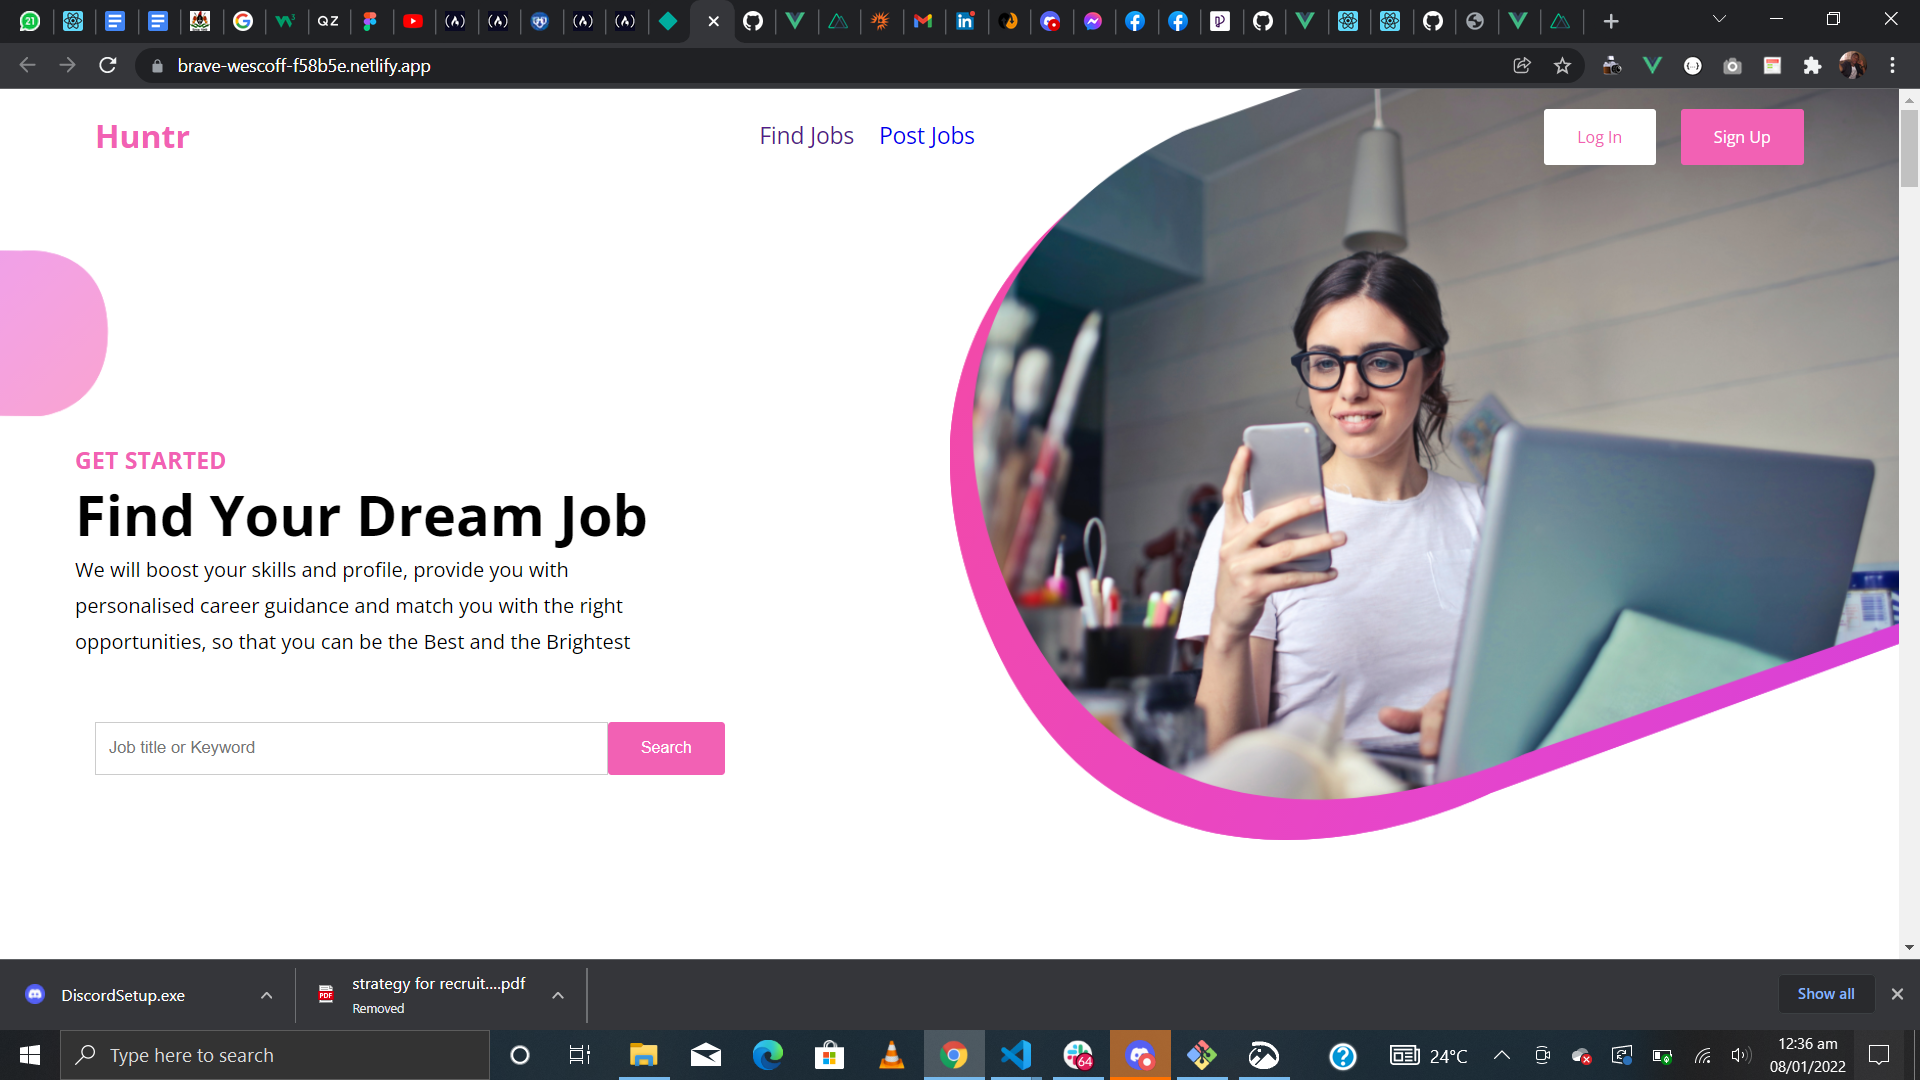 21
QZ
brave-wescoff-f58b5e.netlify.app
Huntr
Find Jobs
Post Jobs
Log In
Sign Up
GET STARTED
Find Your Dream Job
We will boost your skills and profile, provide you with
personalised career guidance and match you with the right
opportunities, so that you can be the Best and the Brightest
Job title or Keyword
Search
DiscordSetup.exe
PDF
strategy for recruit....pdf
Removed
Show all
Type here to search
64
24°C
12:36 am
08/01/2022